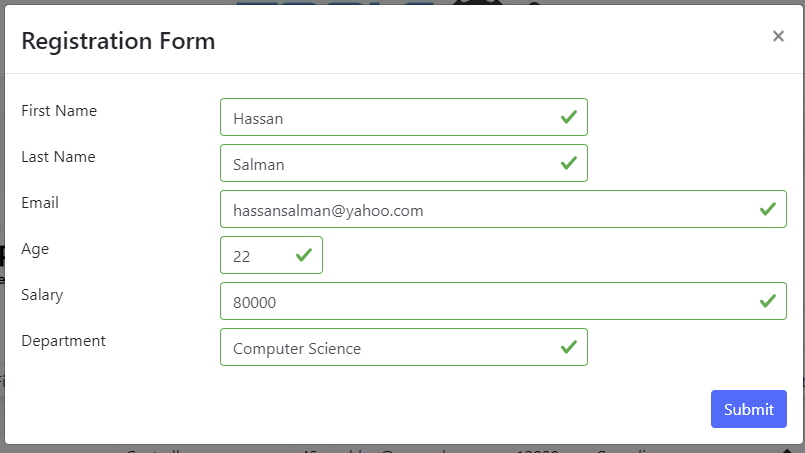 Registration Form
×
First Name
Hassan
Last Name
Salman
Email
hassansalman@yahoo.com
Age
22
Salary
80000
Department
Computer Science
Submit